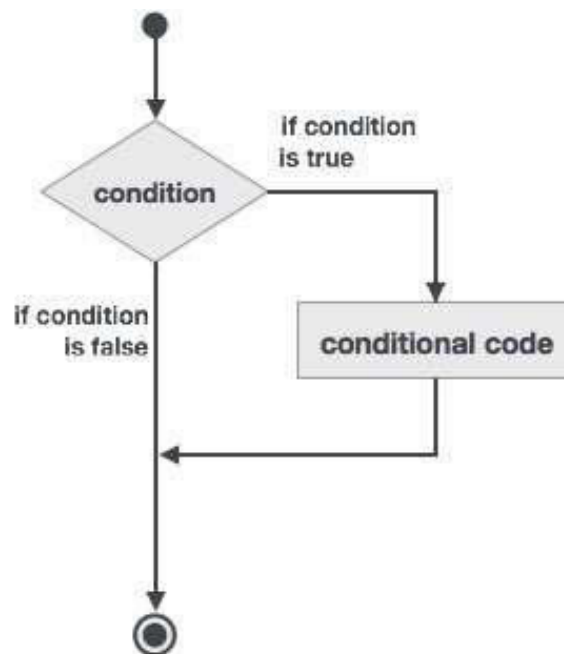 if condition
is true
condition
if condition
is false
conditional code